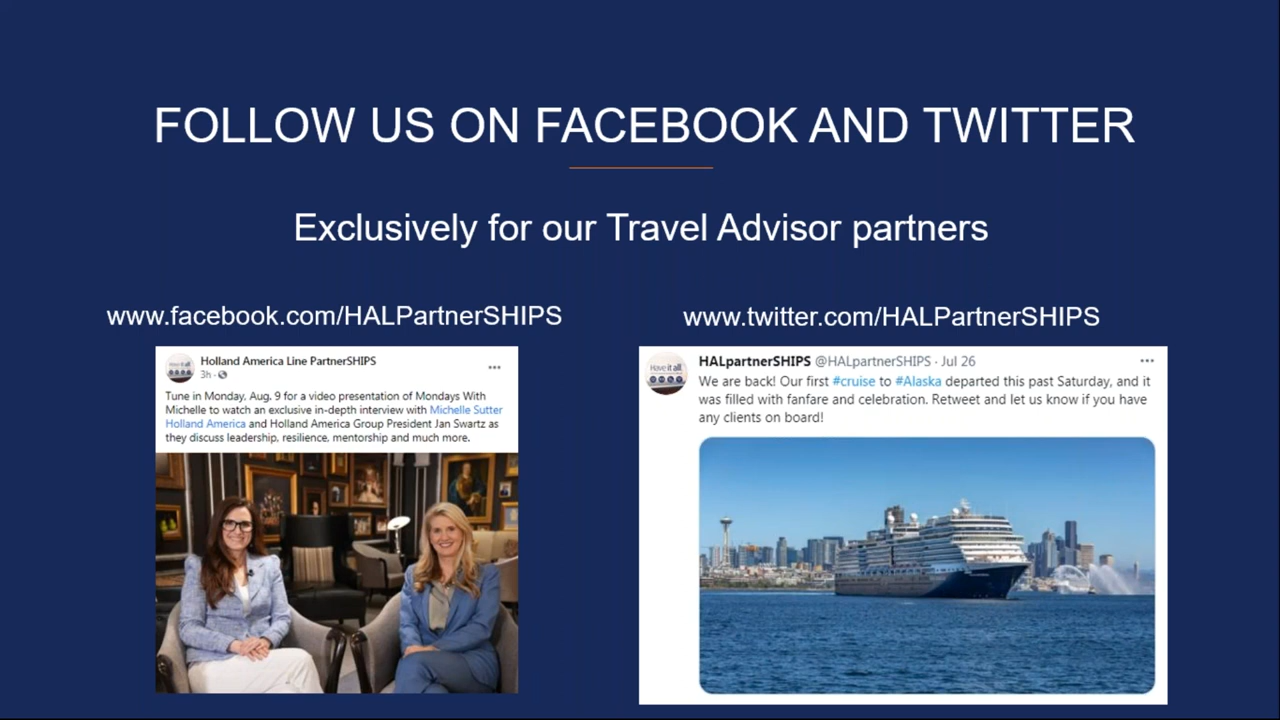 FOLLOW US ON FACEBOOK AND TWITTER
Exclusively for our Travel Advisor partners
www.facebook.com/HALPartnerSHIPS
Holland America Line PartnerSHIPS
3h ·
Tune in Monday, Aug. 9 for a video presentation of Mondays With
Michelle to watch an exclusive in-depth interview with Michelle Sutter
Holland America and Holland America Group President Jan Swartz as
they discuss leadership, resilience, mentorship and much more.
www.twitter.com/HALPartnerSHIPS
Have it all
HALpartnerSHIPS @HALpartnerSHIPS · Jul 26
We are back! Our first #cruise to #Alaska departed this past Saturday, and it
was filled with fanfare and celebration. Retweet and let us know if you have
any clients on board!